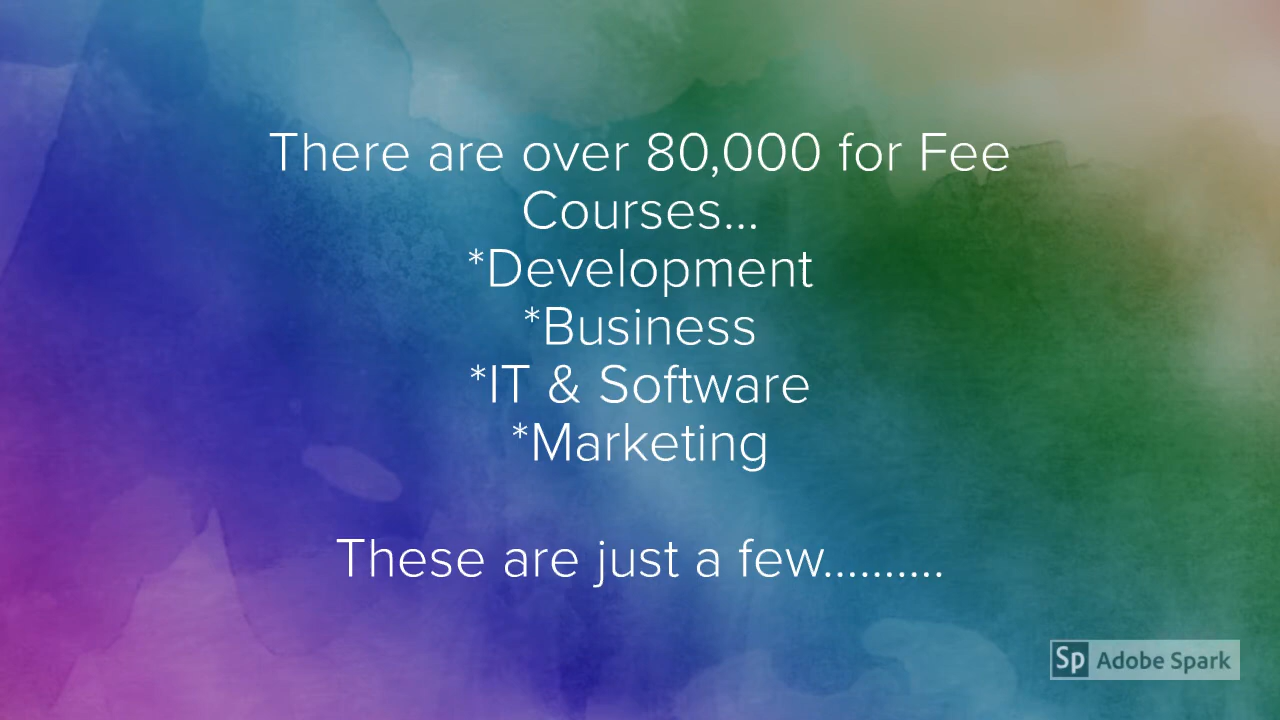 There are over 80,000 for Fee
Courses...
*Development
*Business
*IT & Software
*Marketing
These are just a few..........
Sp Adobe Spark